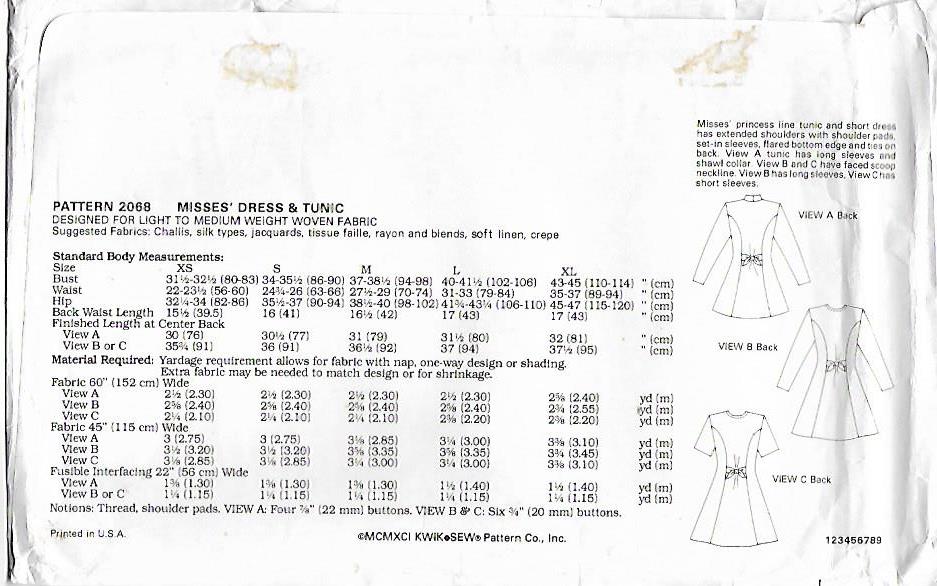 Misses' princess line tunic and short dress
has extended shoulders with shoulder pads,
set-in sleeves, flared bottom edge and ties on
back. View A tunic has long sleeves and
shawl collar. View B and C have faced scoop
neckline. View B has long sleeves, View C has
short sleeves.
PATTERN 2068 MISSES' DRESS & TUNIC
DESIGNED FOR LIGHT TO MEDIUM WEIGHT WOVEN FABRIC
Suggested Fabrics: Challis, silk types, jacquards, tissue faille, rayon and blends, soft linen, crepe
Standard Body Measurements:
Size XS S M L XL
Bust 31½-32½ (80-83) 34-35½ (86-90) 37-38½ (94-98) 40-41½ (102-106) 43-45 (110-114) " (cm)
Waist 22-23½ (56-60) 24¾-26 (63-66) 27½-29 (70-74) 31-33 (79-84) 35-37 (89-94) " (cm)
Hip 32¼-34 (82-86) 35½-37 (90-94) 38½-40 (98-102) 41¾-43¼ (106-110) 45-47 (115-120) " (cm)
Back Waist Length 15½ (39.5) 16 (41) 16½ (42) 17 (43) 17 (43) " (cm)
Finished Length at Center Back
View A 30 (76) 30½ (77) 31 (79) 31½ (80) 32 (81) " (cm)
View B or C 35¾ (91) 36 (91) 36½ (92) 37 (94) 37½ (95) " (cm)
Material Required: Yardage requirement allows for fabric with nap, one-way design or shading.
Extra fabric may be needed to match design or for shrinkage.
Fabric 60" (152 cm) Wide
View A 2½ (2.30) 2½ (2.30) 2½ (2.30) 2½ (2.30) 2⅝ (2.40) yd (m)
View B 2⅝ (2.40) 2⅝ (2.40) 2⅝ (2.40) 2⅝ (2.40) 2¾ (2.55) yd (m)
View C 2¼ (2.10) 2¼ (2.10) 2¼ (2.10) 2⅜ (2.20) 2⅜ (2.20) yd (m)
Fabric 45" (115 cm) Wide
View A 3 (2.75) 3 (2.75) 3⅛ (2.85) 3¼ (3.00) 3⅜ (3.10) yd (m)
View B 3½ (3.20) 3½ (3.20) 3⅝ (3.35) 3⅝ (3.35) 3¾ (3.45) yd (m)
View C 3⅛ (2.85) 3⅛ (2.85) 3¼ (3.00) 3¼ (3.00) 3⅜ (3.10) yd (m)
Fusible Interfacing 22" (56 cm) Wide
View A 1⅜ (1.30) 1⅜ (1.30) 1⅜ (1.30) 1½ (1.40) 1½ (1.40) yd (m)
View B or C 1¼ (1.15) 1¼ (1.15) 1¼ (1.15) 1¼ (1.15) 1¼ (1.15) yd (m)
Notions: Thread, shoulder pads. VIEW A: Four ⅞" (22 mm) buttons. VIEW B & C: Six ¾" (20 mm) buttons.
VIEW A Back
VIEW B Back
VIEW C Back
Printed in U.S.A.
©MCMXCI KWiK•SEW® Pattern Co., Inc.
123456789